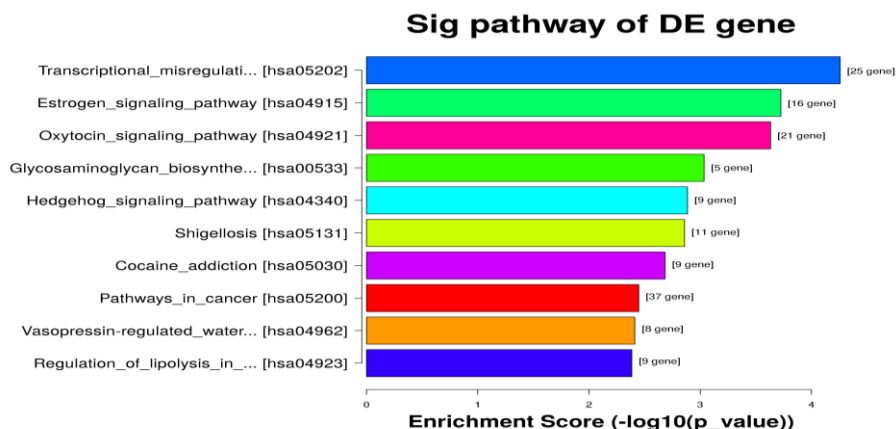 Sig pathway of DE gene
Transcriptional_misregulati... [hsa05202] [25 gene]
Estrogen_signaling_pathway [hsa04915] [16 gene]
Oxytocin_signaling_pathway [hsa04921] [21 gene]
Glycosaminoglycan_biosynthe... [hsa00533] [5 gene]
Hedgehog_signaling_pathway [hsa04340] [9 gene]
Shigellosis [hsa05131] [11 gene]
Cocaine_addiction [hsa05030] [9 gene]
Pathways_in_cancer [hsa05200] [37 gene]
Vasopressin-regulated_water... [hsa04962] [8 gene]
Regulation_of_lipolysis_in_... [hsa04923] [9 gene]
0 1 2 3 4
Enrichment Score (-log10(p_value))